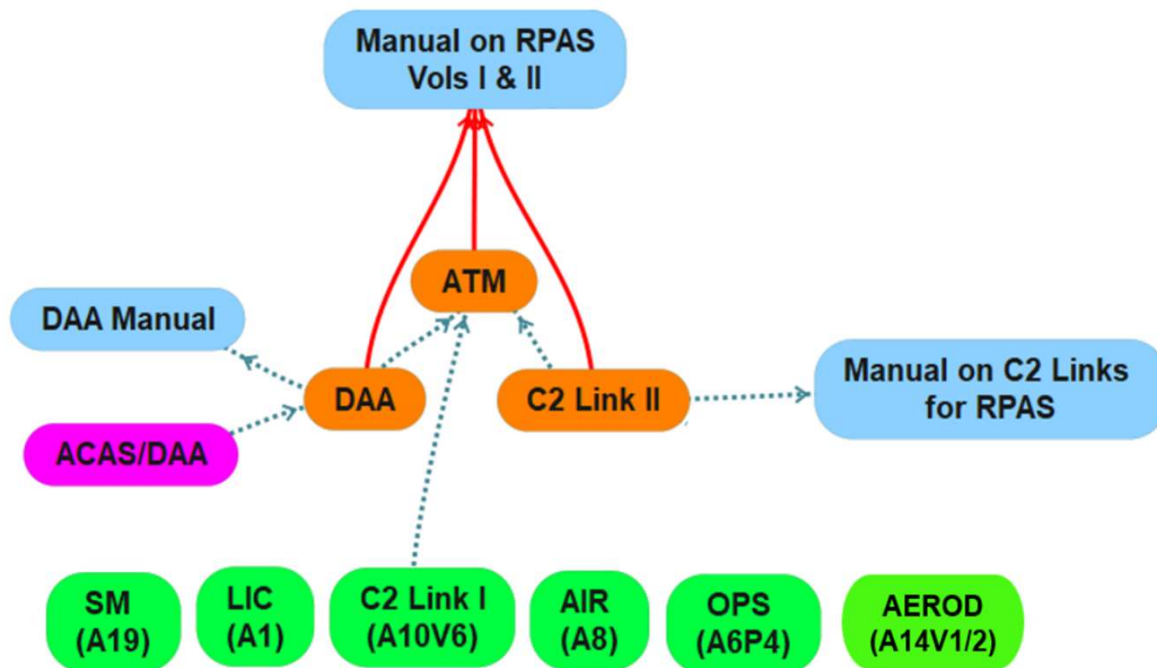 Manual on RPAS
Vols I & II
ATM
DAA Manual
DAA
C2 Link II
Manual on C2 Links
for RPAS
ACAS/DAA
SM
(A19)
LIC
(A1)
C2 Link I
(A10V6)
AIR
(A8)
OPS
(A6P4)
AEROD
(A14V1/2)